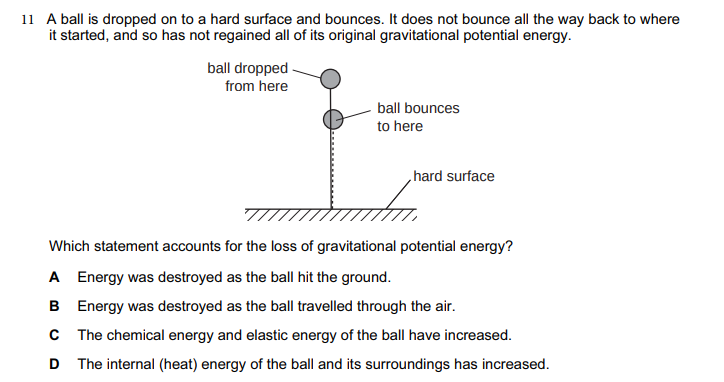 11 A ball is dropped on to a hard surface and bounces. It does not bounce all the way back to where
it started, and so has not regained all of its original gravitational potential energy.
ball dropped
from here
ball bounces
to here
hard surface
Which statement accounts for the loss of gravitational potential energy?
A Energy was destroyed as the ball hit the ground.
B Energy was destroyed as the ball travelled through the air.
C The chemical energy and elastic energy of the ball have increased.
D The internal (heat) energy of the ball and its surroundings has increased.